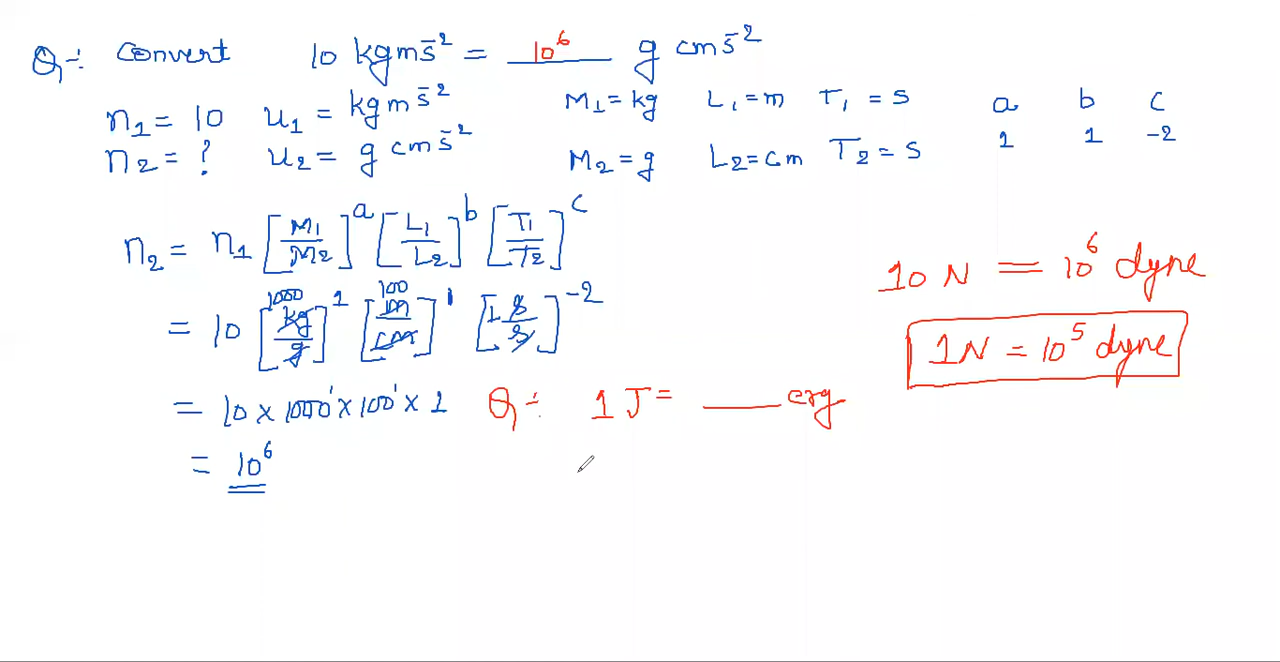 Q÷ Convert 10 kgms̄² = 10⁶ g cms̄²
n₁ = 10 u₁ = kgms̄² M₁ = kg L₁ = m T₁ = s a b c
n₂ = ? u₂ = g cms̄² M₂ = g L₂ = cm T₂ = s 1 1 -2
n₂ = n₁ [M₁/M₂]ᵃ [L₁/L₂]ᵇ [T₁/T₂]ᶜ
10 N = 10⁶ dyne
= 10 [1000 kg/g]¹ [100 m/cm]¹ [1 s/s]⁻²
1N = 10⁵ dyne
= 10 × 1000¹ × 100¹ × 1 Q÷ 1 J = ____ erg
= 10⁶